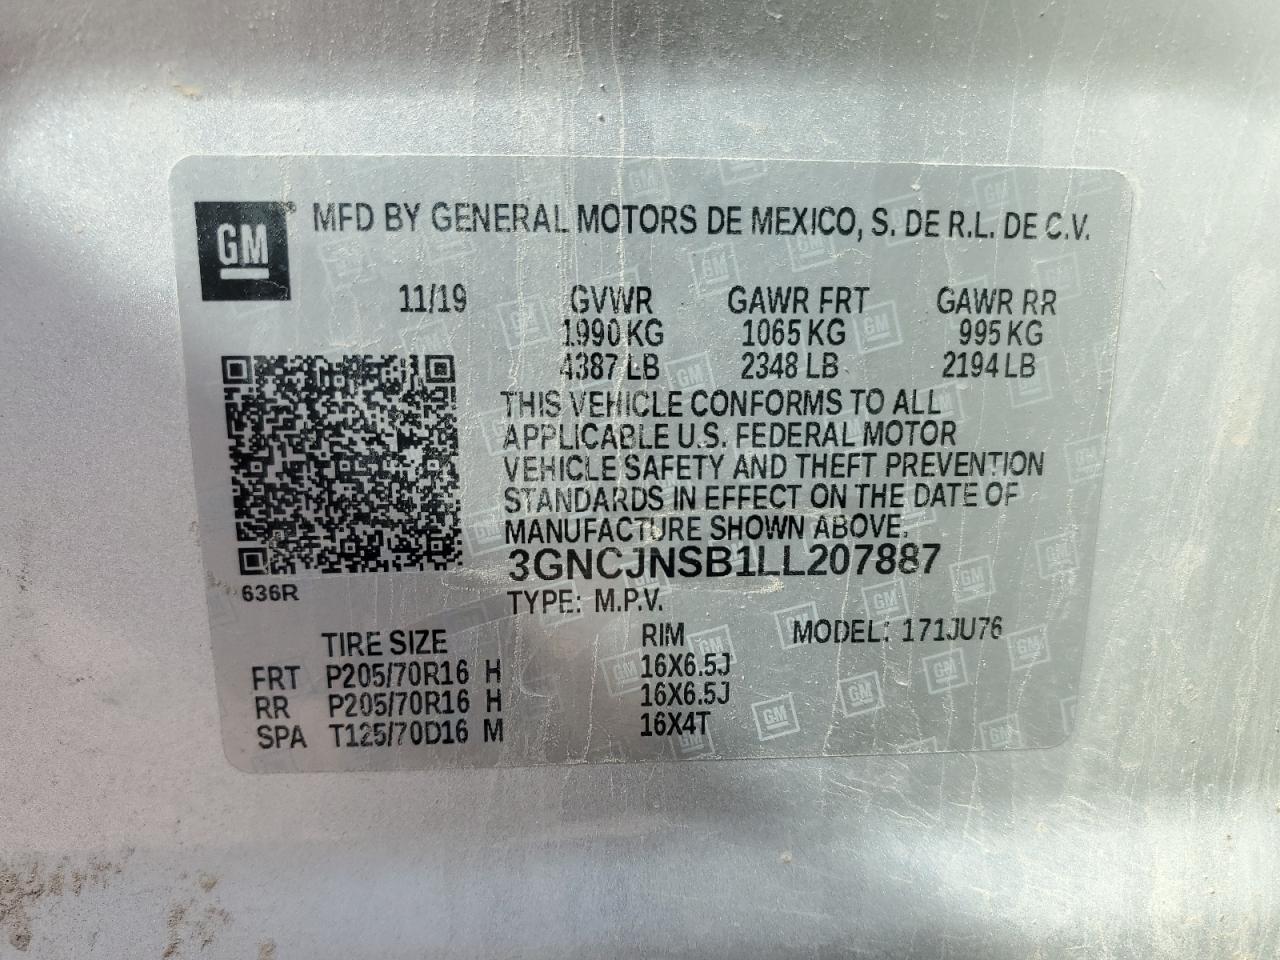 GM MFD BY GENERAL MOTORS DE MEXICO, S. DE R.L. DE C.V.
11/19 GVWR GAWR FRT GAWR RR
1990 KG 1065 KG 995 KG
4387 LB 2348 LB 2194 LB
THIS VEHICLE CONFORMS TO ALL
APPLICABLE U.S. FEDERAL MOTOR
VEHICLE SAFETY AND THEFT PREVENTION
STANDARDS IN EFFECT ON THE DATE OF
MANUFACTURE SHOWN ABOVE.
3GNCJNSB1LL207887
636R
TYPE: M.P.V.
TIRE SIZE RIM MODEL: 171JU76
FRT P205/70R16 H 16X6.5J
RR P205/70R16 H 16X6.5J
SPA T125/70D16 M 16X4T